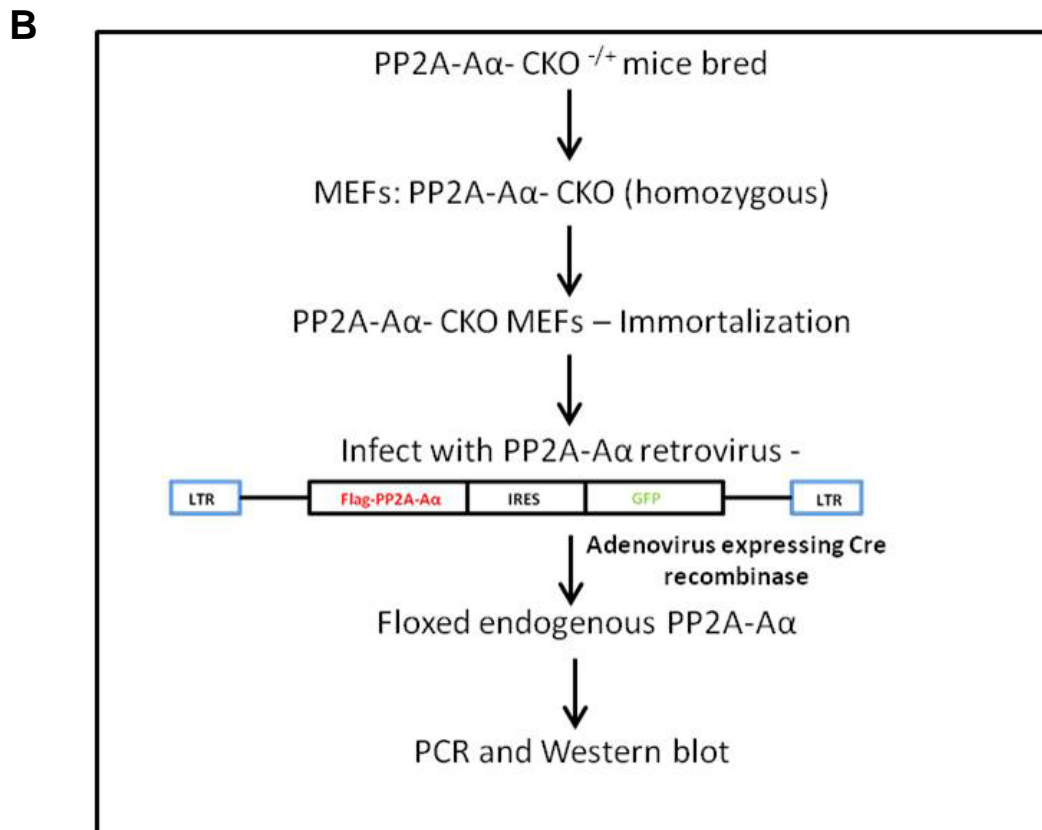 B
PP2A-Aα- CKO -/+ mice bred
MEFs: PP2A-Aα- CKO (homozygous)
PP2A-Aα- CKO MEFs – Immortalization
Infect with PP2A-Aα retrovirus -
LTR Flag-PP2A-Aα IRES GFP LTR
Adenovirus expressing Cre
recombinase
Floxed endogenous PP2A-Aα
PCR and Western blot